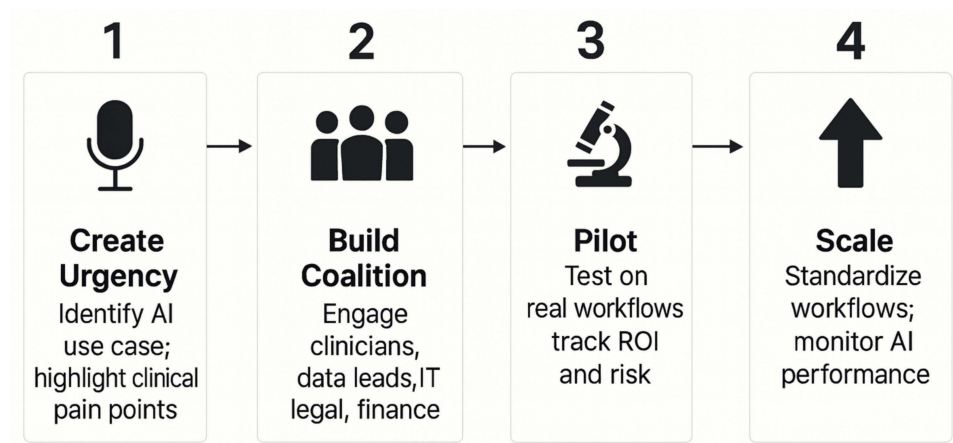 1
Create
Urgency
Identify AI
use case;
highlight clinical
pain points
2
Build
Coalition
Engage
clinicians,
data leads,IT
legal, finance
3
Pilot
Test on
real workflows
track ROI
and risk
4
Scale
Standardize
workflows;
monitor AI
performance